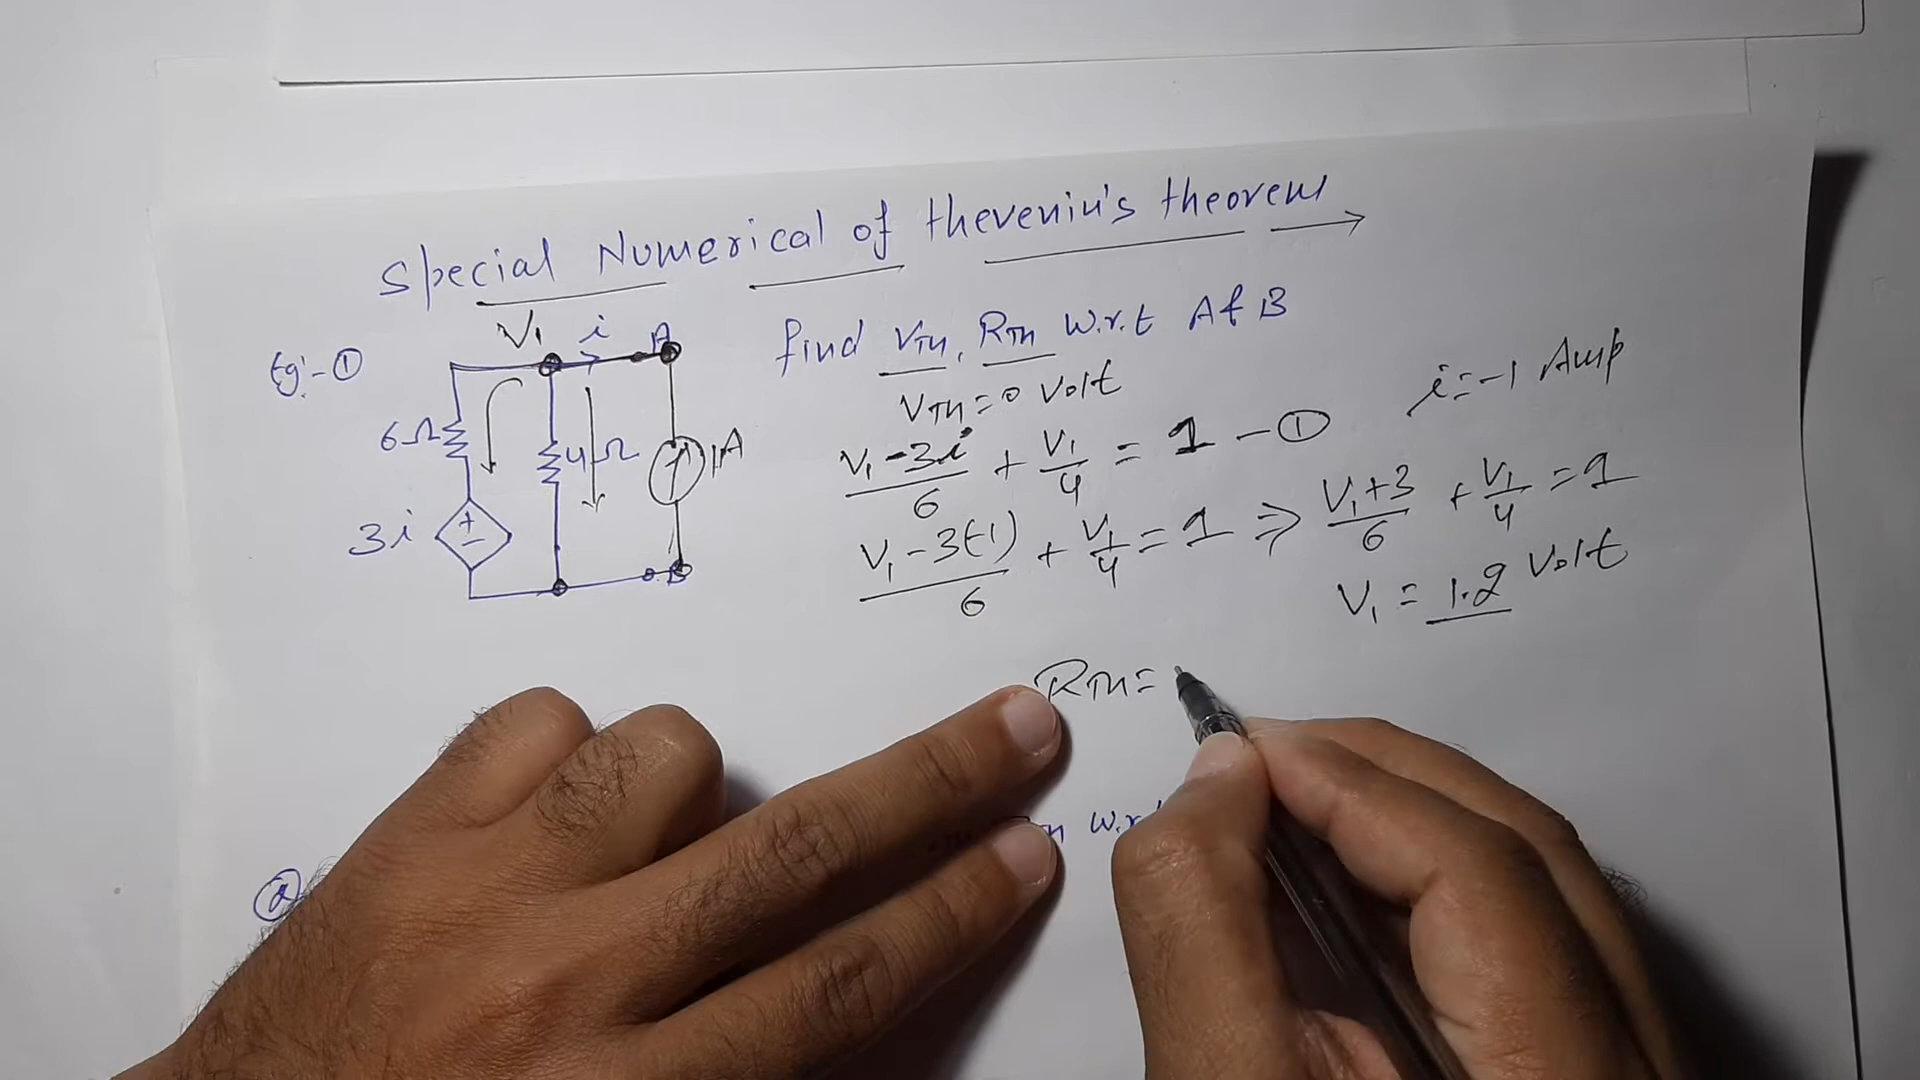 Special Numerical of thevenin's theorem
Eg:-①
V₁
i
A
6Ω
4Ω
1A
3i
+
-
B
find VTH, RTH w.r.t A & B
VTH = 0 Volt
i = -1 Amp
(V₁ - 3i)/6 + V₁/4 = 1 - ①
(V₁ - 3(-1))/6 + V₁/4 = 1 ⇒ (V₁ + 3)/6 + V₁/4 = 1
V₁ = 1.2 Volt
RTH =
②
w.r.t